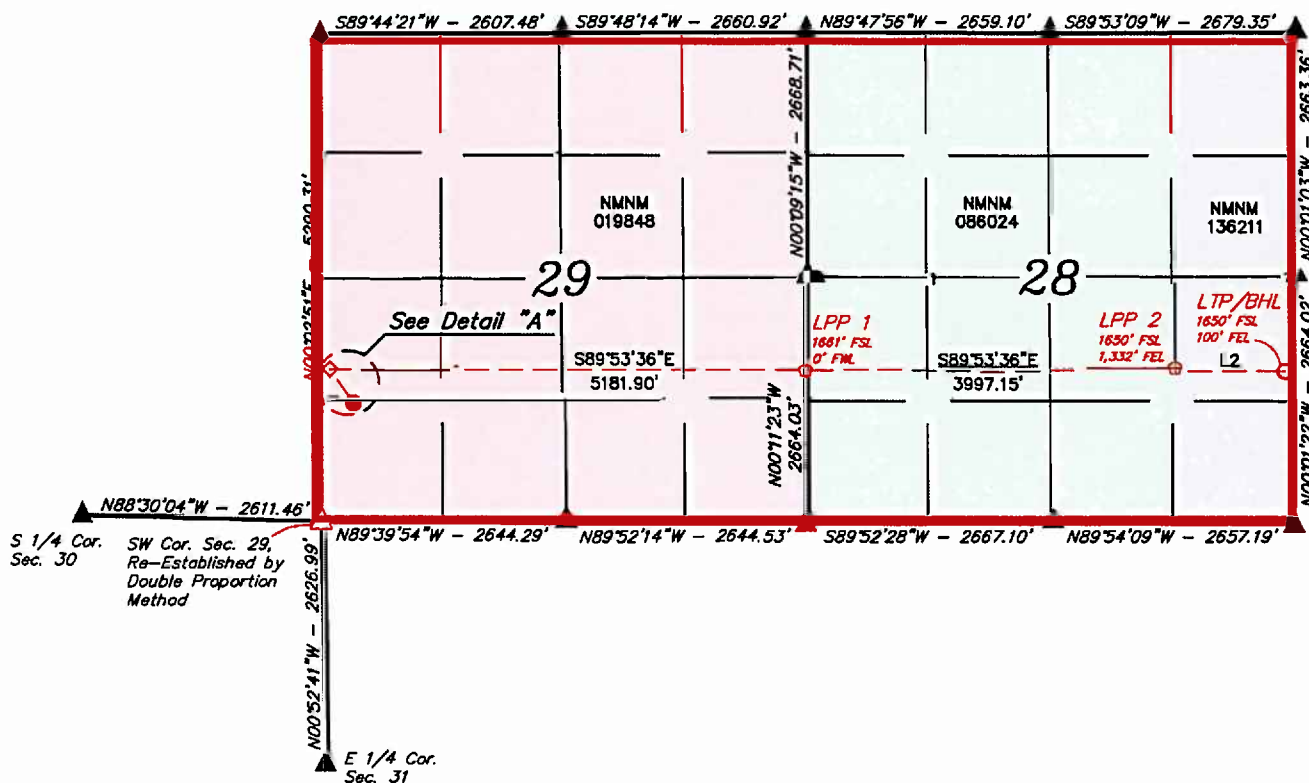 S89°44'21"W - 2607.48'
S89°48'14"W - 2660.92'
N89°47'56"W - 2659.10'
S89°53'09"W - 2679.35'
N00°09'15"W - 2668.71'
N00°11'03"W - 2663.36'
NMNM
019848
NMNM
086024
NMNM
136211
29
28
See Detail "A"
LPP 1
1661' FSL
0' FWL
LPP 2
1650' FSL
1,332' FEL
LTP/BHL
1650' FSL
100' FEL
S89°53'36"E
5181.90'
S89°53'36"E
3997.15'
L2
N00°11'23"W
2664.03'
N88°30'04"W - 2611.46'
N89°39'54"W - 2644.29'
N89°52'14"W - 2644.53'
S89°52'28"W - 2667.10'
N89°54'09"W - 2657.19'
S 1/4 Cor.
Sec. 30
SW Cor. Sec. 29,
Re-Established by
Double Proportion
Method
N00°52'41"W - 2626.99'
E 1/4 Cor.
Sec. 31